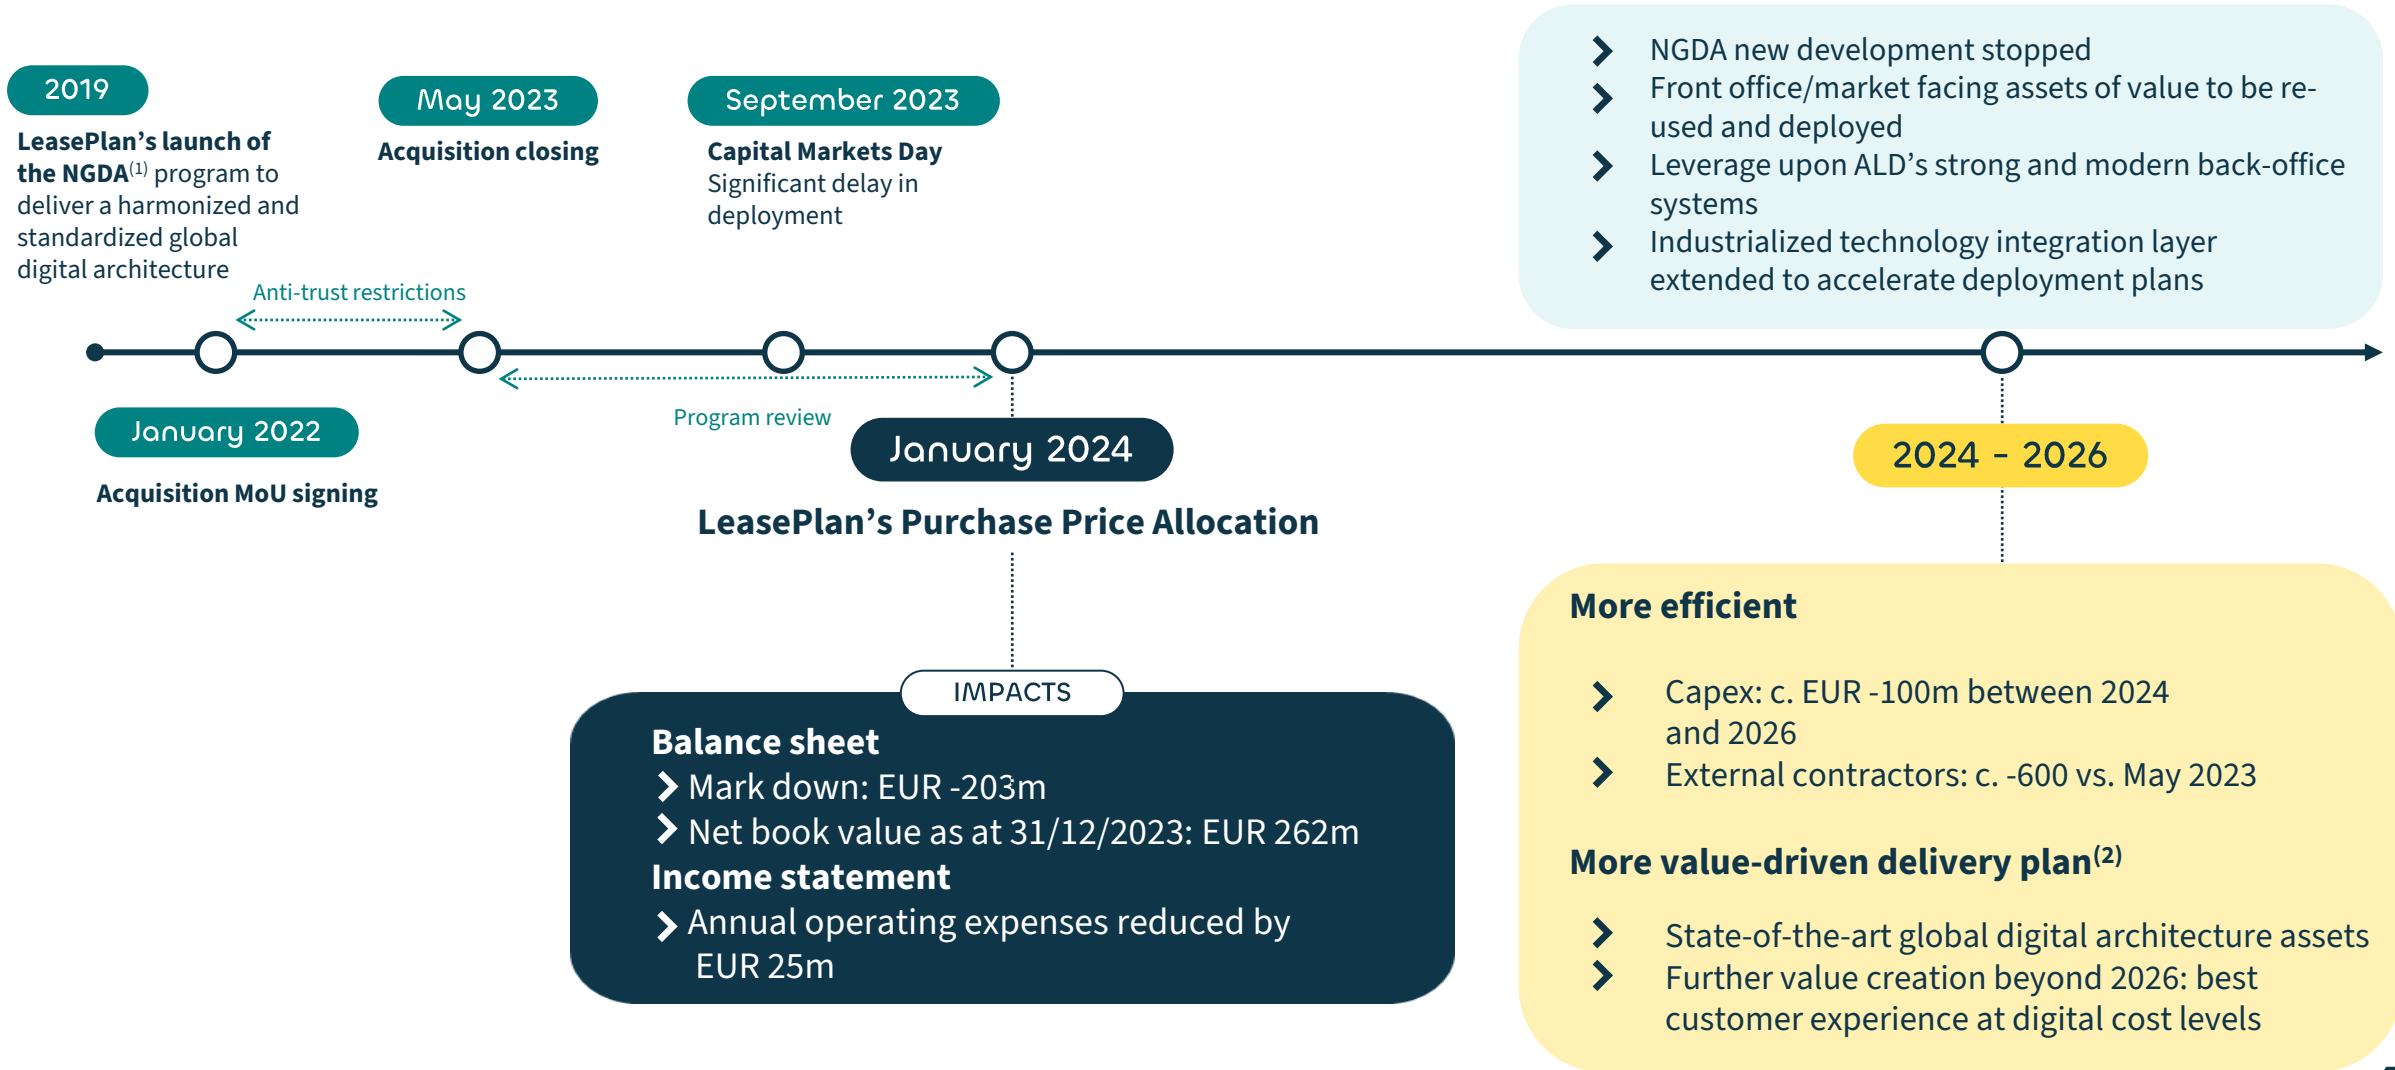 2019
LeasePlan’s launch of
the NGDA(1) program to
deliver a harmonized and
standardized global
digital architecture
May 2023
Acquisition closing
September 2023
Capital Markets Day
Significant delay in
deployment
NGDA new development stopped
Front office/market facing assets of value to be re-
used and deployed
Leverage upon ALD’s strong and modern back-office
systems
Industrialized technology integration layer
extended to accelerate deployment plans
Anti-trust restrictions
Program review
January 2022
Acquisition MoU signing
January 2024
LeasePlan’s Purchase Price Allocation
IMPACTS
Balance sheet
Mark down: EUR -203m
Net book value as at 31/12/2023: EUR 262m
Income statement
Annual operating expenses reduced by
EUR 25m
2024 - 2026
More efficient
Capex: c. EUR -100m between 2024
and 2026
External contractors: c. -600 vs. May 2023
More value-driven delivery plan(2)
State-of-the-art global digital architecture assets
Further value creation beyond 2026: best
customer experience at digital cost levels